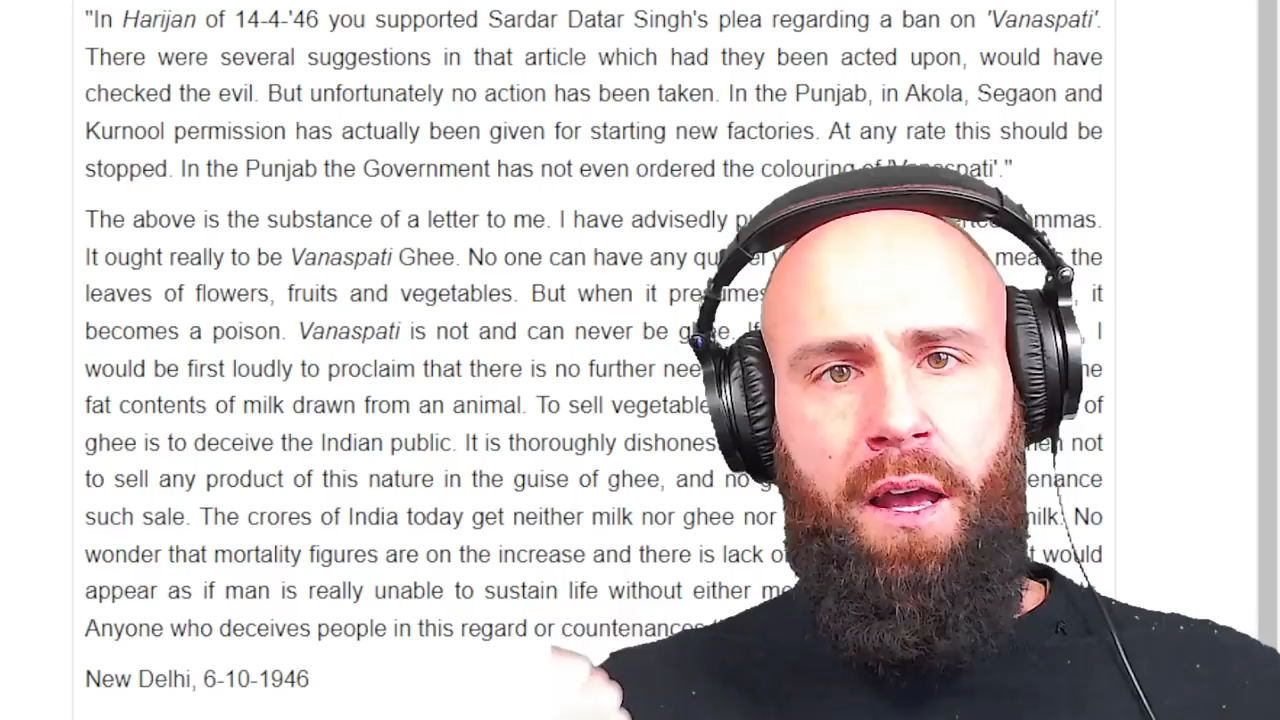 "In Harijan of 14-4-'46 you supported Sardar Datar Singh's plea regarding a ban on 'Vanaspati'.
There were several suggestions in that article which had they been acted upon, would have
checked the evil. But unfortunately no action has been taken. In the Punjab, in Akola, Segaon and
Kurnool permission has actually been given for starting new factories. At any rate this should be
stopped. In the Punjab the Government has not even ordered the colouring of 'Vanaspati'."
The above is the substance of a letter to me. I have advisedly
It ought really to be Vanaspati Ghee. No one can have any the
leaves of flowers, fruits and vegetables. But when it it
becomes a poison. Vanaspati is not and can never be I
would be first loudly to proclaim that there is no further
fat contents of milk drawn from an animal. To sell of
ghee is to deceive the Indian public. It is thoroughly not
to sell any product of this nature in the guise of ghee, and
such sale. The crores of India today get neither milk nor ghee nor milk. No
wonder that mortality figures are on the increase and there is lack would
appear as if man is really unable to sustain life without either
Anyone who deceives people in this regard or countenances
New Delhi, 6-10-1946